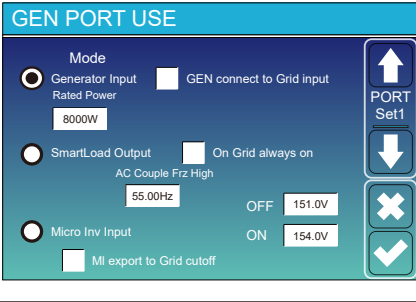 GEN PORT USE
Mode
Generator Input
GEN connect to Grid input
Rated Power
8000W
PORT
Set1
SmartLoad Output
On Grid always on
AC Couple Frz High
55.00Hz
OFF 151.0V
Micro Inv Input
ON 154.0V
MI export to Grid cutoff